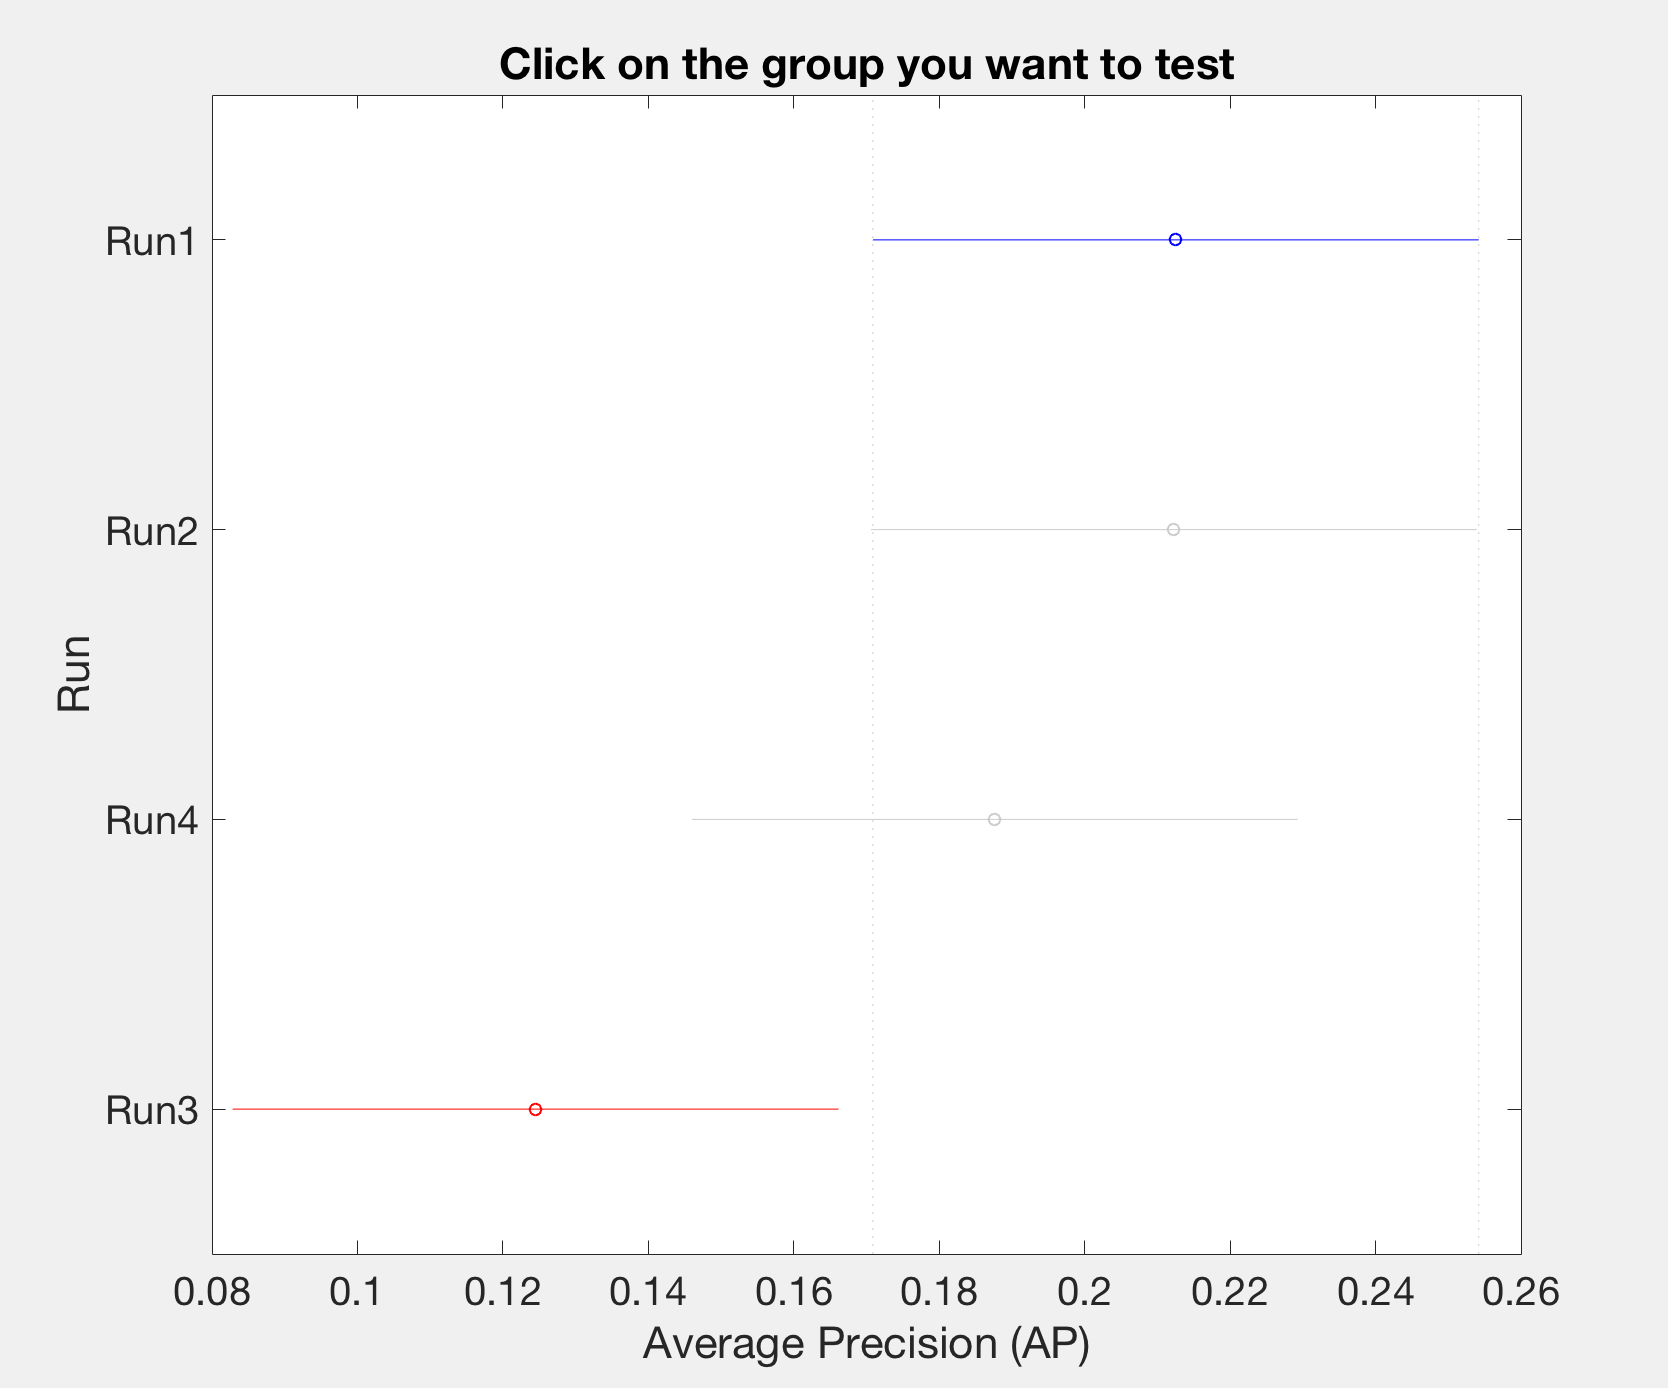 Click on the group you want to test
Run1
Run2
Run
Run4
Run3
0.08 0.1 0.12 0.14 0.16 0.18 0.2 0.22 0.24 0.26
Average Precision (AP)